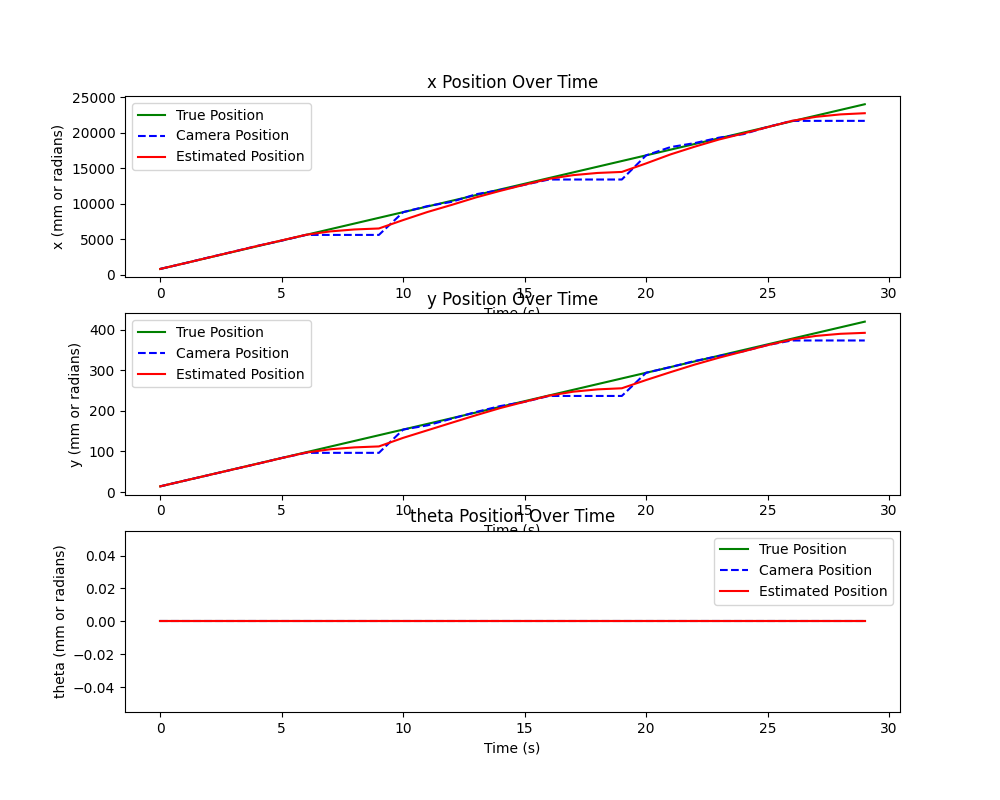 x Position Over Time
25000
20000
15000
10000
5000
0
x (mm or radians)
True Position
Camera Position
Estimated Position
0 5 10 15 20 25 30
Time (s)
y Position Over Time
400
300
200
100
0
y (mm or radians)
True Position
Camera Position
Estimated Position
0 5 10 15 20 25 30
Time (s)
theta Position Over Time
0.04
0.02
0.00
−0.02
−0.04
theta (mm or radians)
True Position
Camera Position
Estimated Position
0 5 10 15 20 25 30
Time (s)